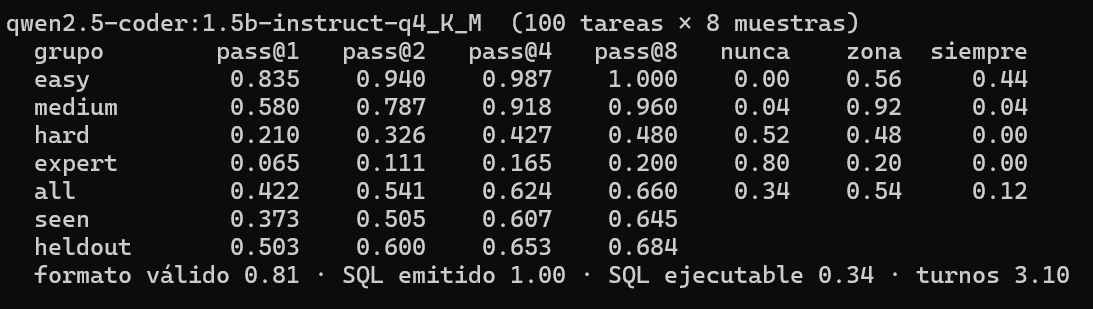 qwen2.5-coder:1.5b-instruct-q4_K_M (100 tareas × 8 muestras)
grupo pass@1 pass@2 pass@4 pass@8 nunca zona siempre
easy 0.835 0.940 0.987 1.000 0.00 0.56 0.44
medium 0.580 0.787 0.918 0.960 0.04 0.92 0.04
hard 0.210 0.326 0.427 0.480 0.52 0.48 0.00
expert 0.065 0.111 0.165 0.200 0.80 0.20 0.00
all 0.422 0.541 0.624 0.660 0.34 0.54 0.12
seen 0.373 0.505 0.607 0.645
heldout 0.503 0.600 0.653 0.684
formato válido 0.81 · SQL emitido 1.00 · SQL ejecutable 0.34 · turnos 3.10